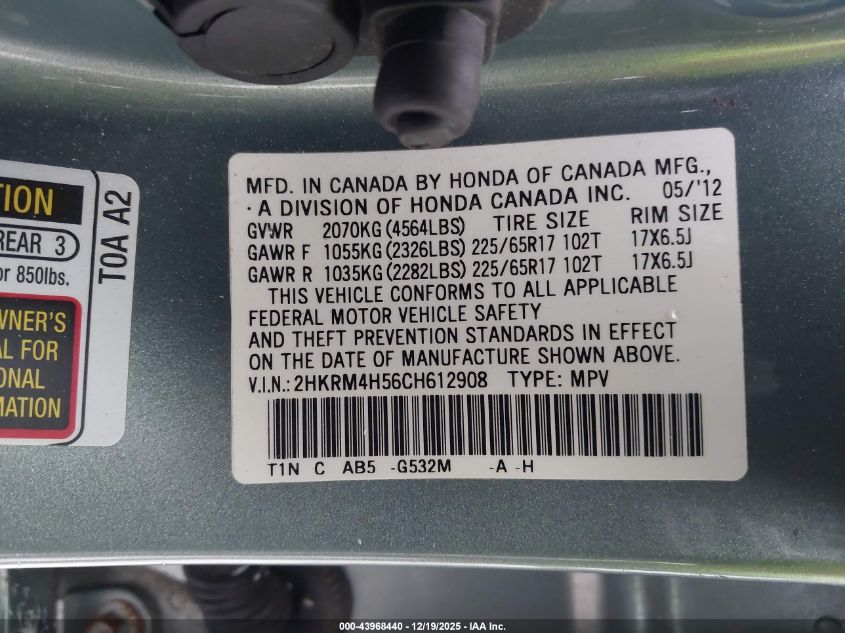 TION
REAR 3
or 850lbs.
WNER'S
AL FOR
ONAL
MATION
T0A A2
MFD. IN CANADA BY HONDA OF CANADA MFG.,
·A DIVISION OF HONDA CANADA INC. 05/'12
GVWR 2070KG(4564LBS) TIRE SIZE RIM SIZE
GAWR F 1055KG(2326LBS) 225/65R17 102T 17X6.5J
GAWR R 1035KG(2282LBS) 225/65R17 102T 17X6.5J
THIS VEHICLE CONFORMS TO ALL APPLICABLE
FEDERAL MOTOR VEHICLE SAFETY
AND THEFT PREVENTION STANDARDS IN EFFECT
ON THE DATE OF MANUFACTURE SHOWN ABOVE.
V.I.N.:2HKRM4H56CH612908 TYPE: MPV
T1N C AB5 -G532M -A -H
000-43968440 - 12/19/2025 - IAA Inc.